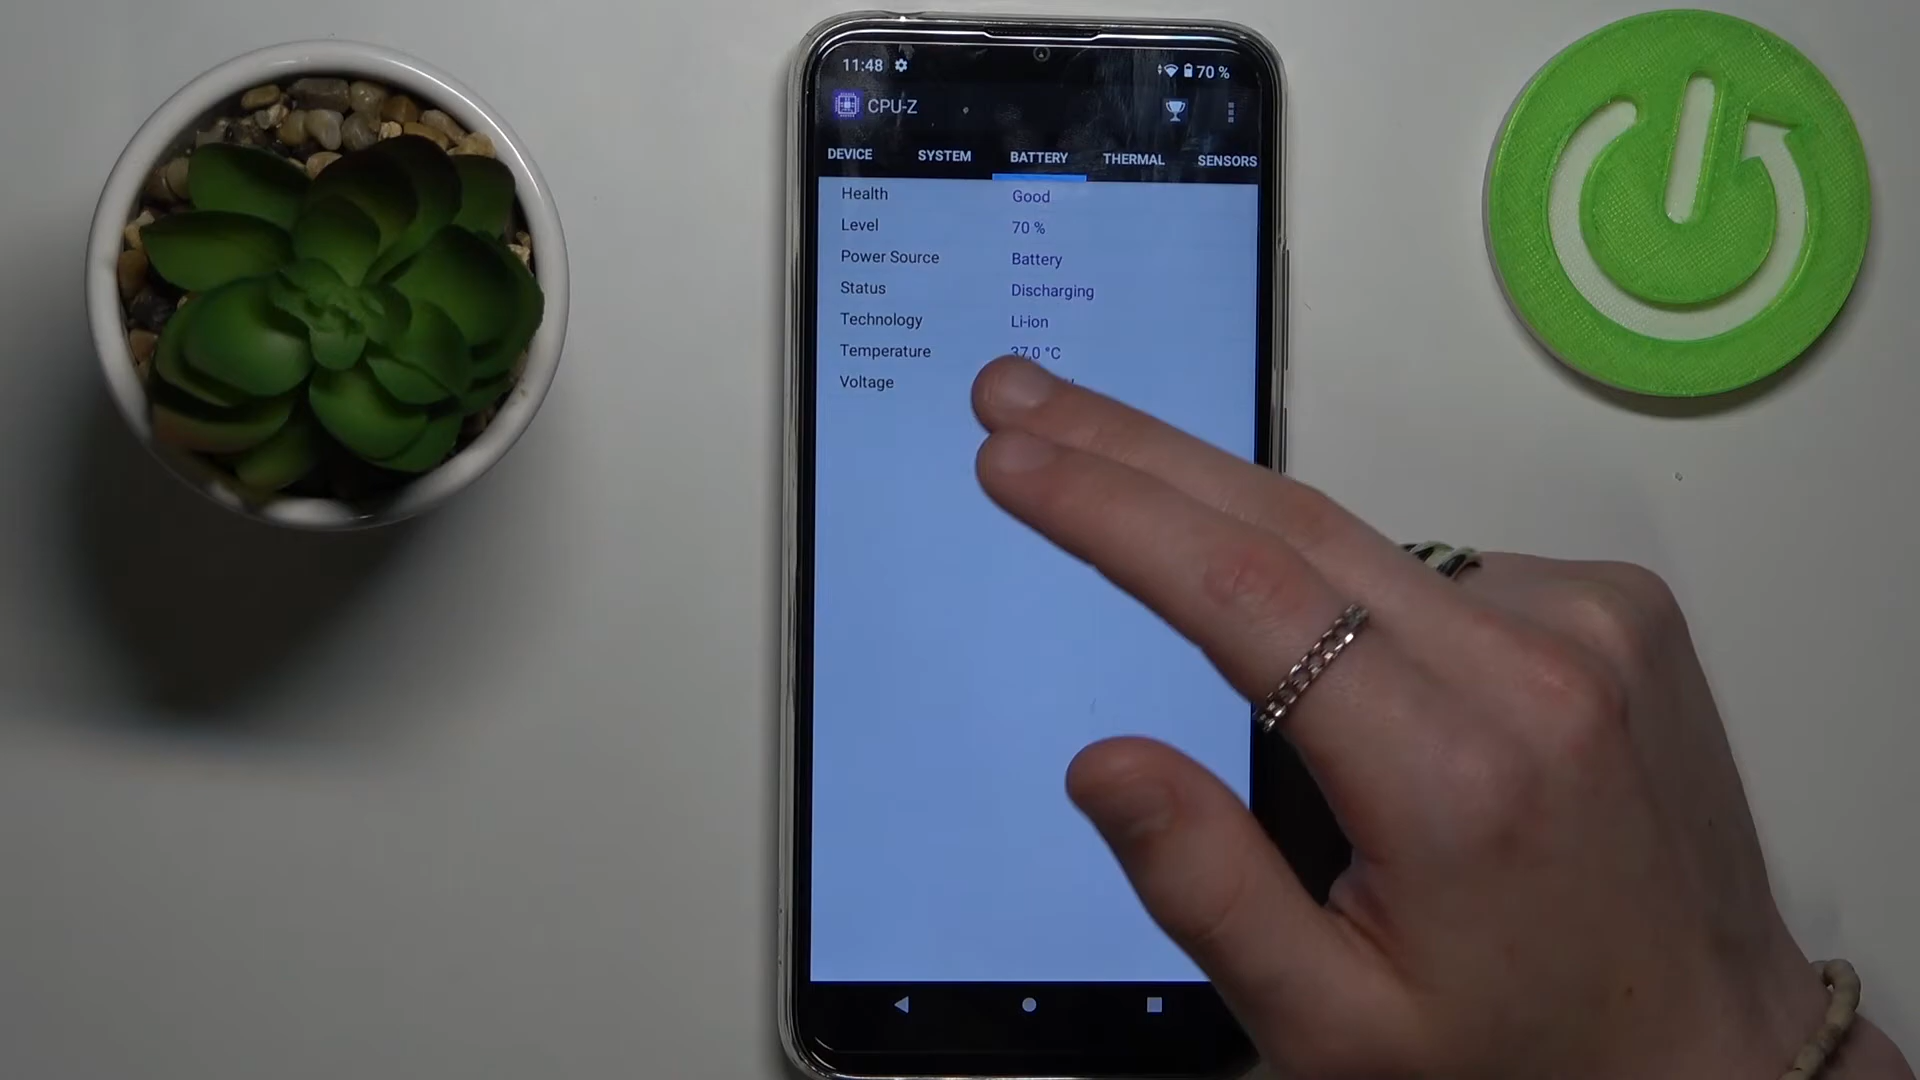 11:48 70 %
CPU-Z
DEVICE SYSTEM BATTERY THERMAL SENSORS
Health Good
Level 70 %
Power Source Battery
Status Discharging
Technology Li-ion
Temperature 37.0 °C
Voltage